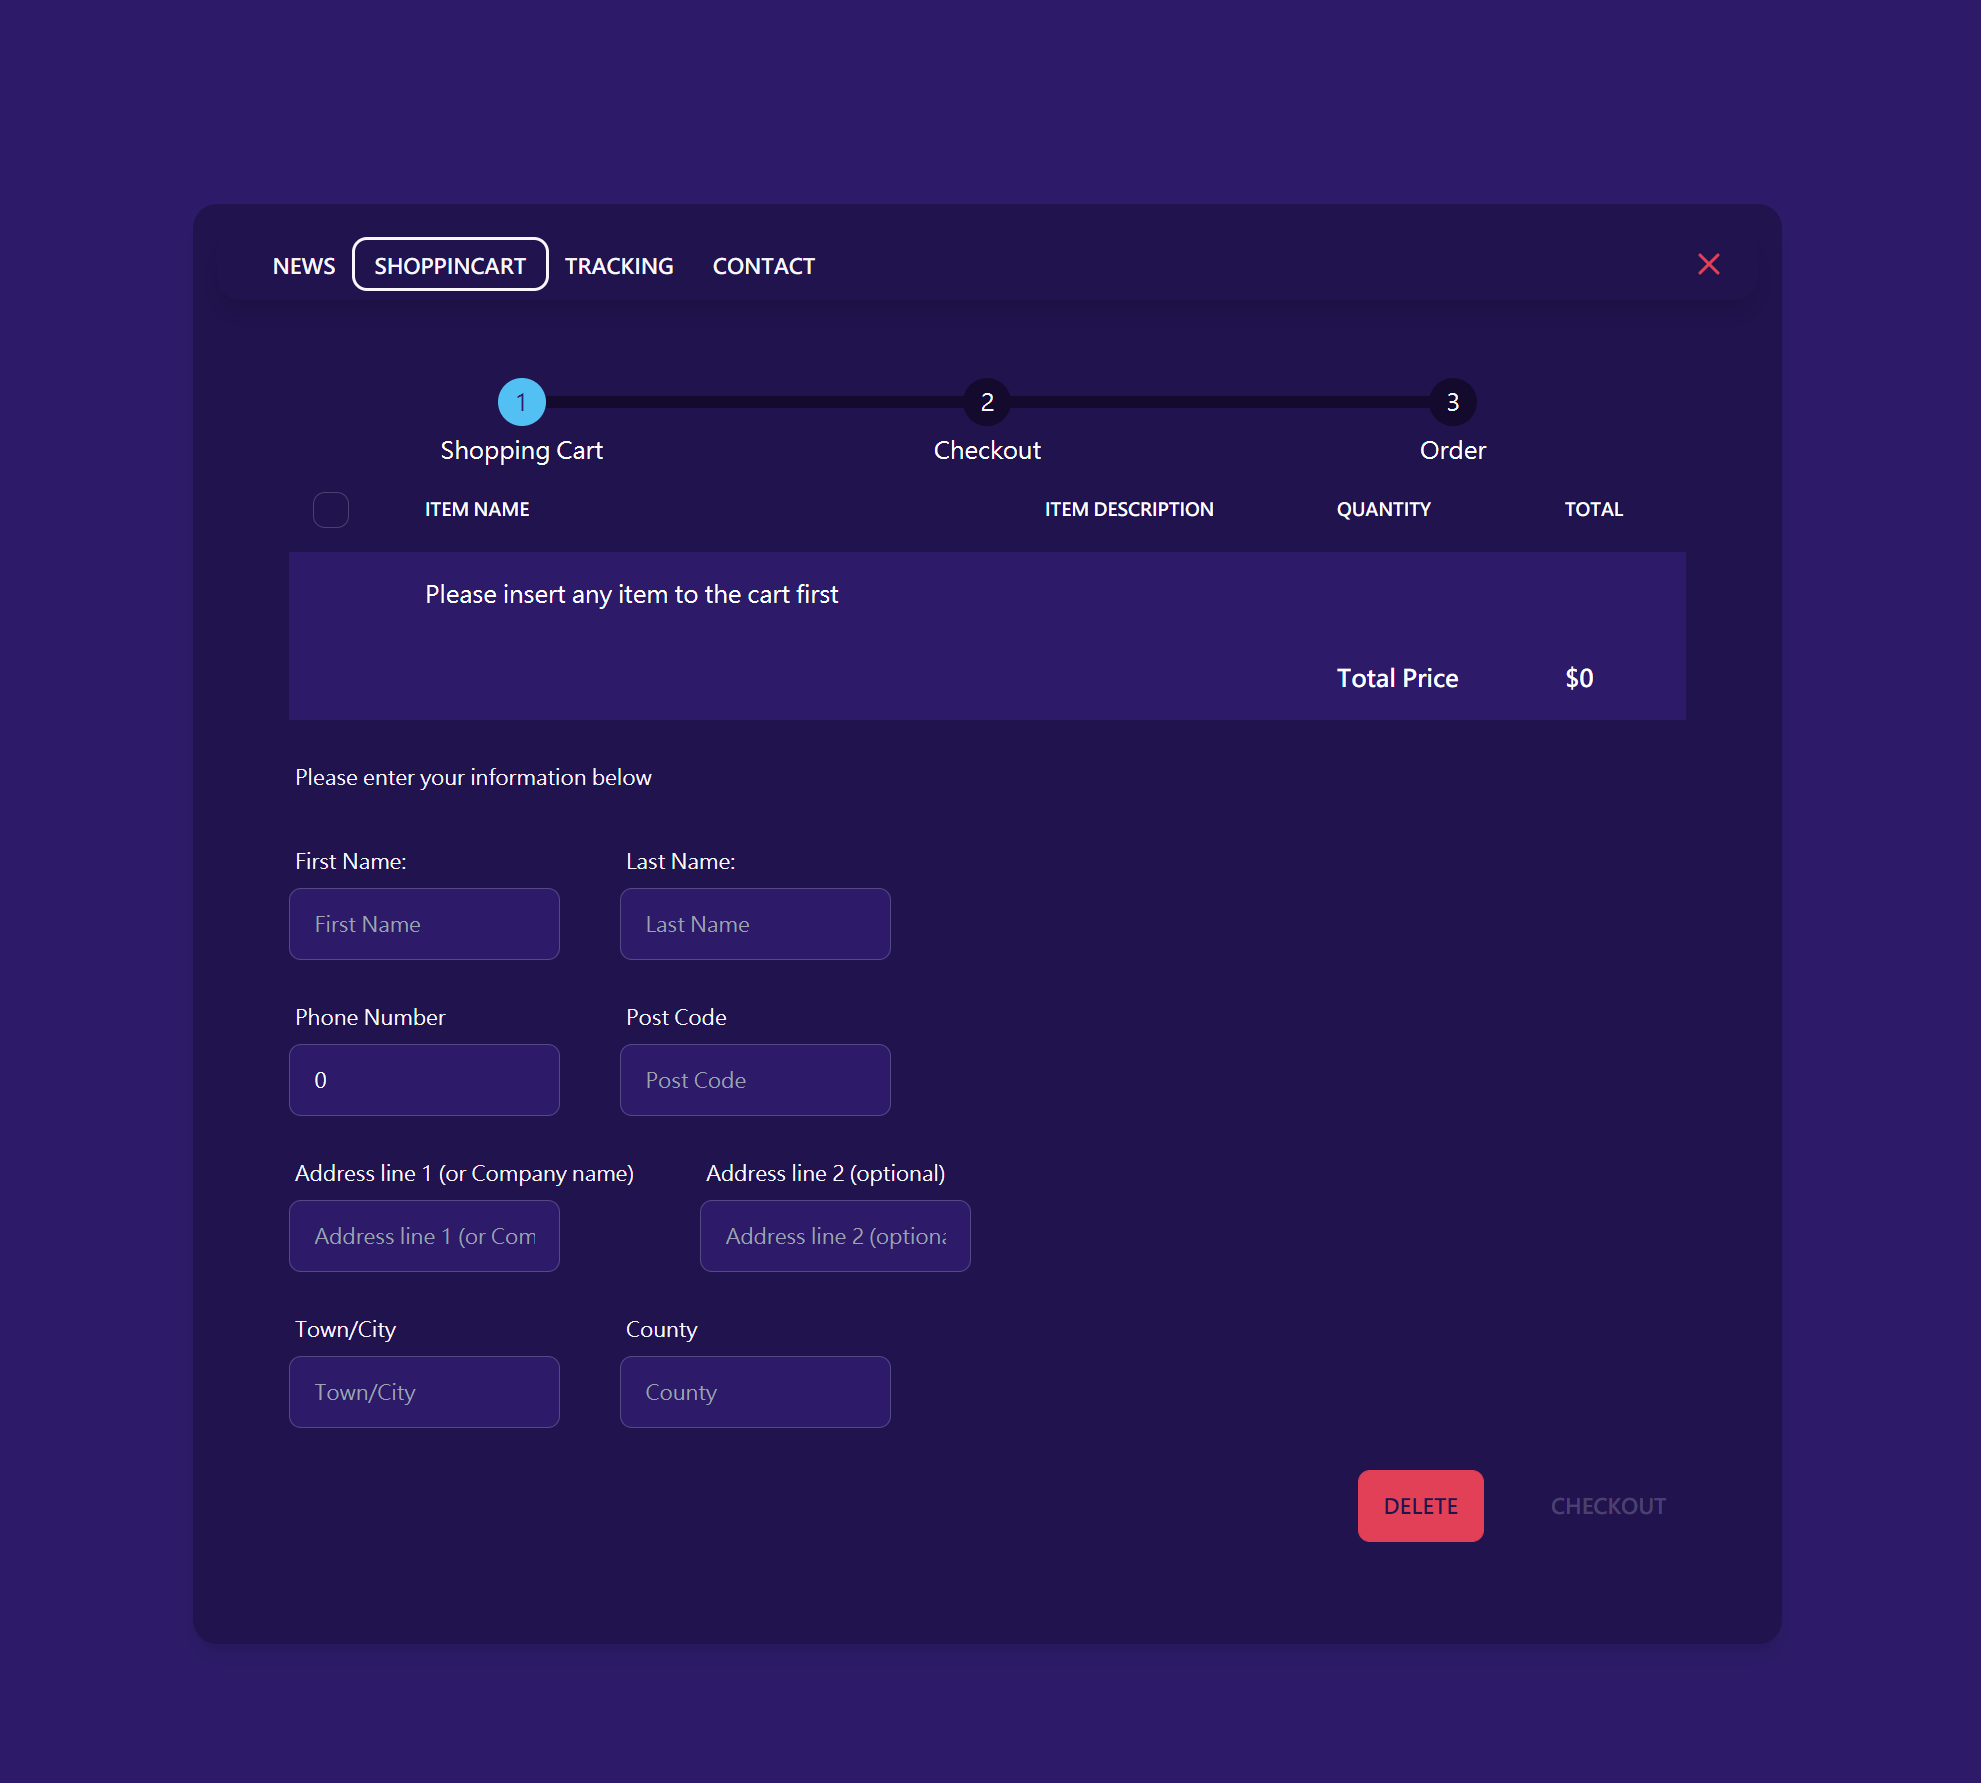 NEWS SHOPPINCART TRACKING CONTACT
1 2 3
Shopping Cart Checkout Order
ITEM NAME ITEM DESCRIPTION QUANTITY TOTAL
Please insert any item to the cart first
Total Price $0
Please enter your information below
First Name: Last Name:
First Name Last Name
Phone Number Post Code
0 Post Code
Address line 1 (or Company name) Address line 2 (optional)
Address line 1 (or Com Address line 2 (optiona
Town/City County
Town/City County
DELETE CHECKOUT